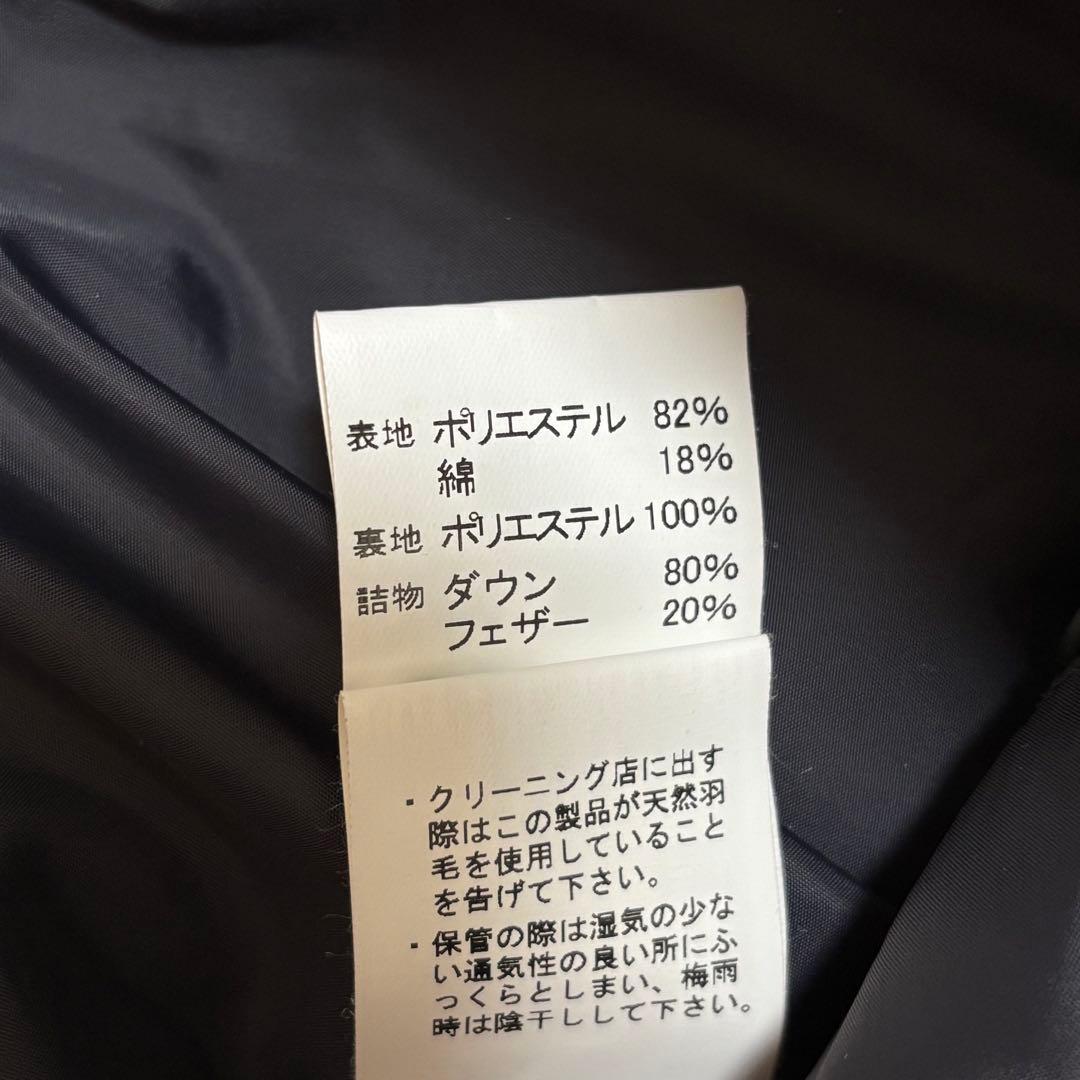 表地 ポリエステル 82%
綿 18%
裏地 ポリエステル 100%
詰物 ダウン 80%
フェザー 20%
・クリーニング店に出す
際はこの製品が天然羽
毛を使用していること
を告げて下さい。
・保管の際は湿気の少な
い通気性の良い所にふ
っくらとしまい、梅雨
時は陰干しして下さい。